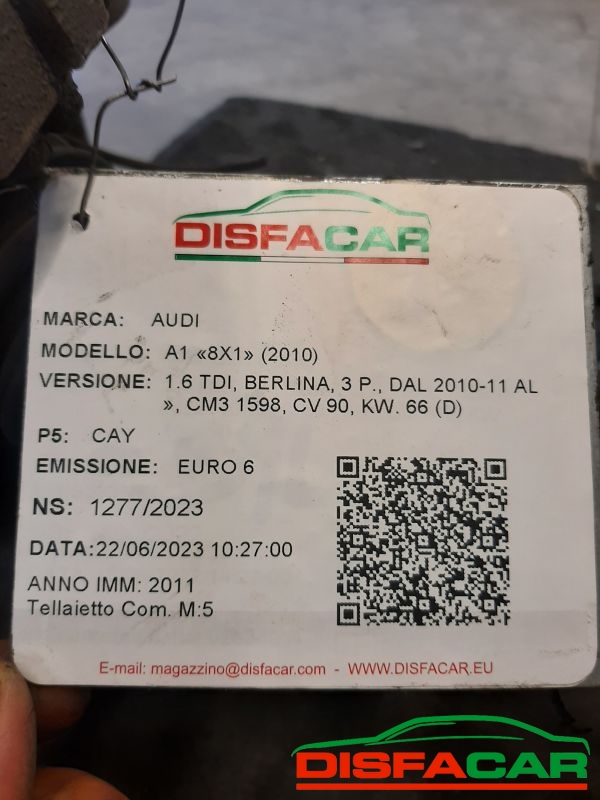 DISFACAR
MARCA: AUDI
MODELLO: A1 «8X1» (2010)
VERSIONE: 1.6 TDI, BERLINA, 3 P., DAL 2010-11 AL
», CM3 1598, CV 90, KW. 66 (D)
P5: CAY
EMISSIONE: EURO 6
NS: 1277/2023
DATA:22/06/2023 10:27:00
ANNO IMM: 2011
Tellaietto Com. M:5
E-mail: magazzino@disfacar.com - WWW.DISFACAR.EU
DISFACAR